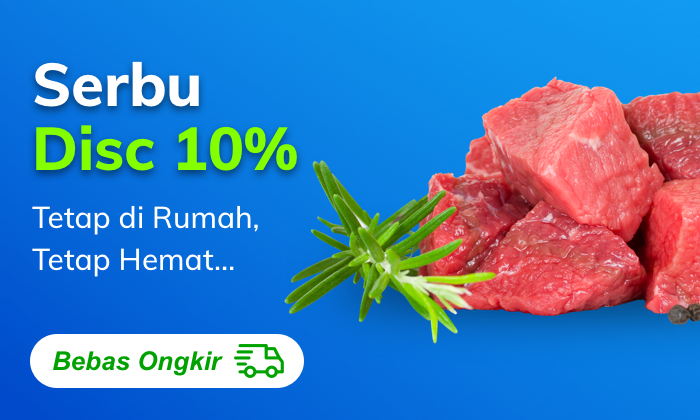 Serbu
Disc 10%
Tetap di Rumah,
Tetap Hemat...
Bebas Ongkir